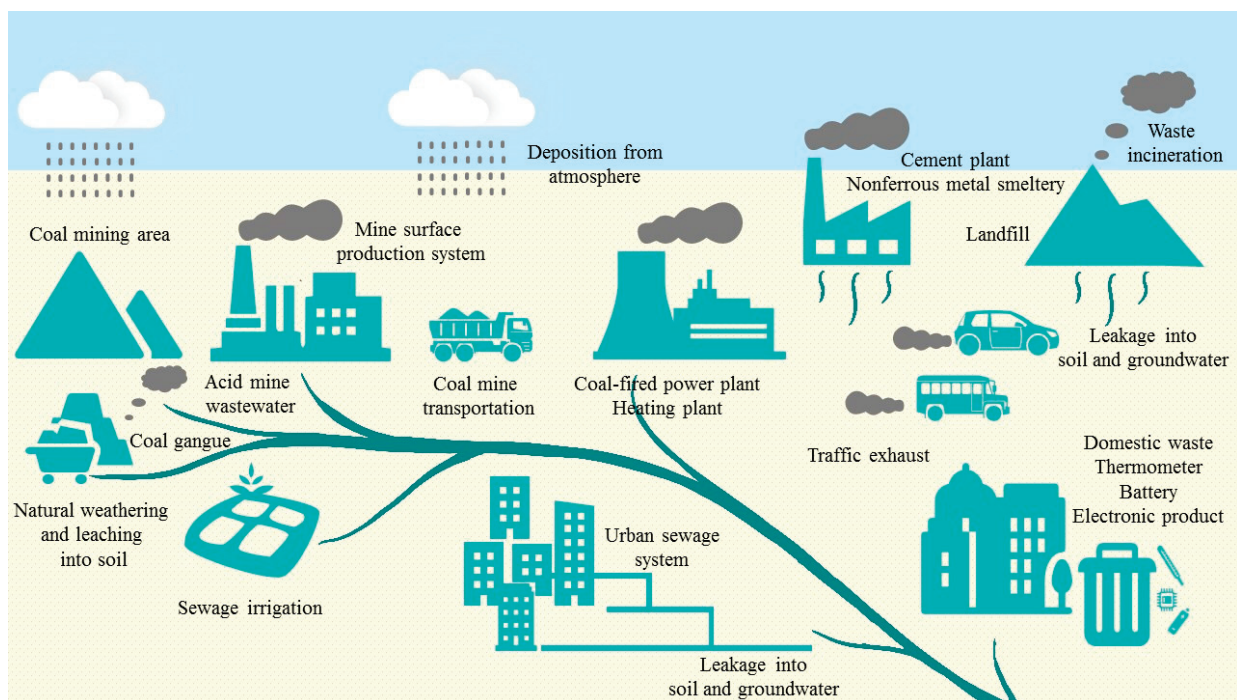 Deposition from
atmosphere
Cement plant
Nonferrous metal smeltery
Waste
incineration
Coal mining area
Mine surface
production system
Landfill
Leakage into
soil and groundwater
Acid mine
wastewater
Coal mine
transportation
Coal-fired power plant
Heating plant
Coal gangue
Traffic exhaust
Domestic waste
Thermometer
Battery
Electronic product
Natural weathering
and leaching
into soil
Urban sewage
system
Sewage irrigation
Leakage into
soil and groundwater